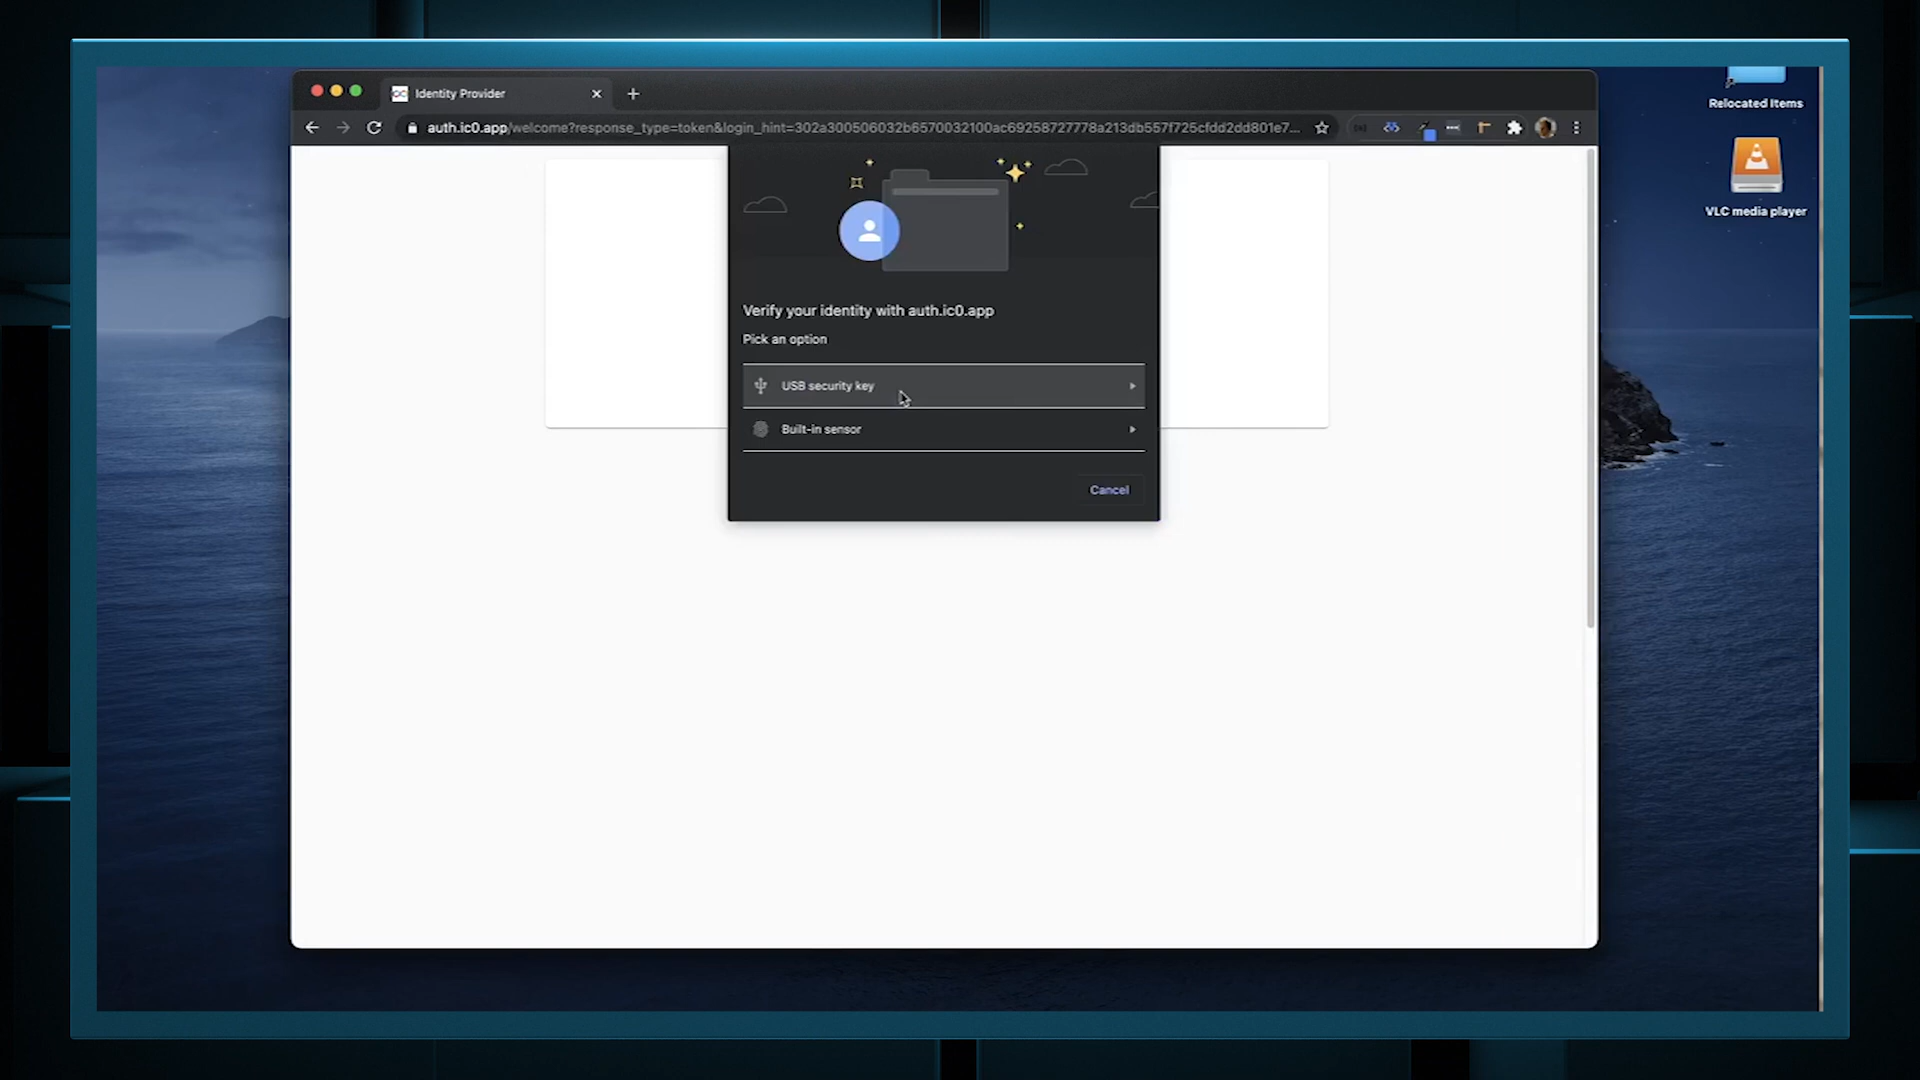 Identity Provider
auth.ic0.app/welcome?response_type=token&login_hint=302a300506032b6570032100ac69258727778a213db557f725cfdd2dd801e7...
Relocated Items
VLC media player
Verify your identity with auth.ic0.app
Pick an option
USB security key
Built-in sensor
Cancel